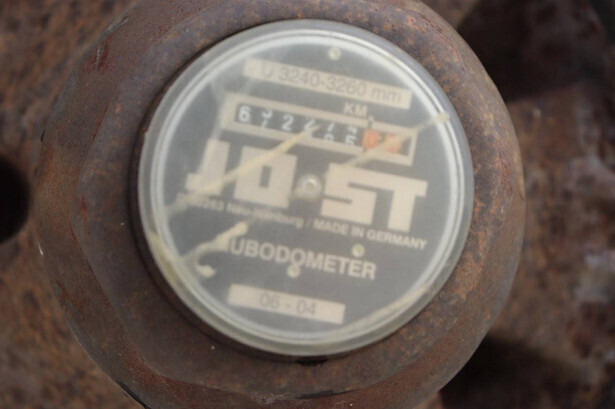 U 3240-3260 mm
KM
JOST
MADE IN GERMANY
HUBODOMETER
06 - 04